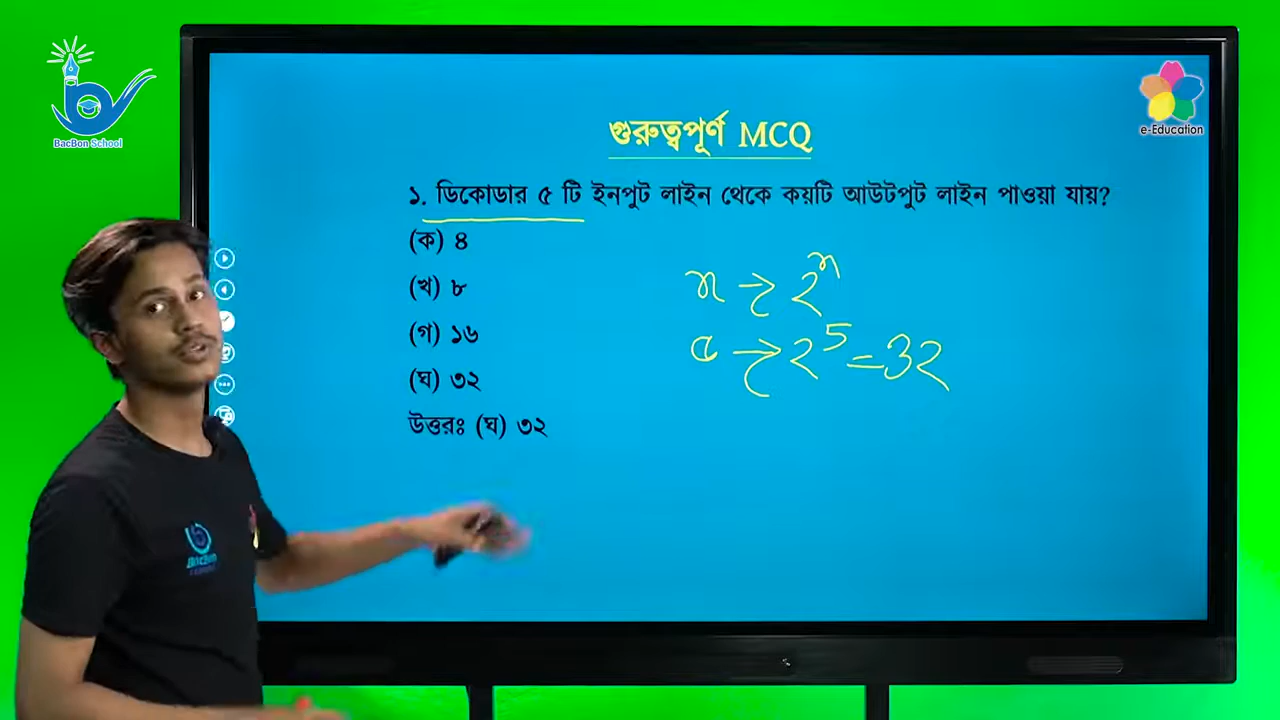 BacBon School
e-Education
গুরুত্বপূর্ণ MCQ
১. ডিকোডার ৫ টি ইনপুট লাইন থেকে কয়টি আউটপুট লাইন পাওয়া যায়?
(ক) ৪
(খ) ৮
(গ) ১৬
(ঘ) ৩২
উত্তরঃ (ঘ) ৩২
n → 2ⁿ
৫ → 2⁵ = 32
BacBon